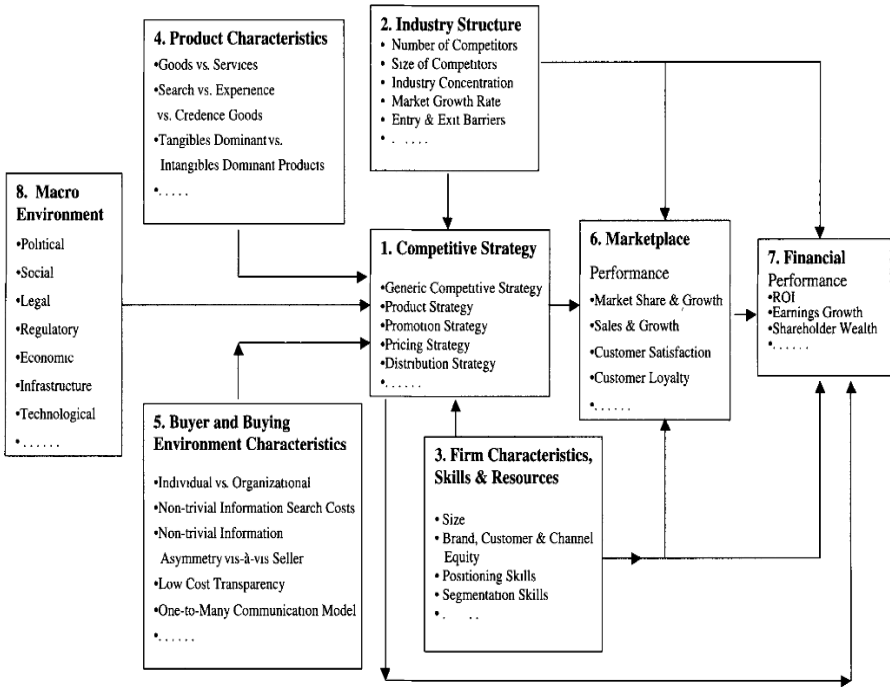 4. Product Characteristics
•Goods vs. Services
•Search vs. Experience
vs. Credence Goods
•Tangibles Dominant vs.
Intangibles Dominant Products
•. . . . .
2. Industry Structure
• Number of Competitors
• Size of Competitors
• Industry Concentration
• Market Growth Rate
• Entry & Exit Barriers
• . .....
8. Macro
Environment
•Political
•Social
•Legal
•Regulatory
•Economic
•Infrastructure
•Technological
•. . . . . .
1. Competitive Strategy
•Generic Competitive Strategy
•Product Strategy
•Promotion Strategy
•Pricing Strategy
•Distribution Strategy
•. . . . . .
6. Marketplace
Performance
•Market Share & Growth
•Sales & Growth
•Customer Satisfaction
•Customer Loyalty
•. . . . . .
7. Financial
Performance
•ROI
•Earnings Growth
•Shareholder Wealth
•. . . . . .
5. Buyer and Buying
Environment Characteristics
•Individual vs. Organizational
•Non-trivial Information Search Costs
•Non-trivial Information
Asymmetry vis-à-vis Seller
•Low Cost Transparency
•One-to-Many Communication Model
•. . . . . .
3. Firm Characteristics,
Skills & Resources
• Size
• Brand, Customer & Channel
Equity
• Positioning Skills
• Segmentation Skills
• . . ..